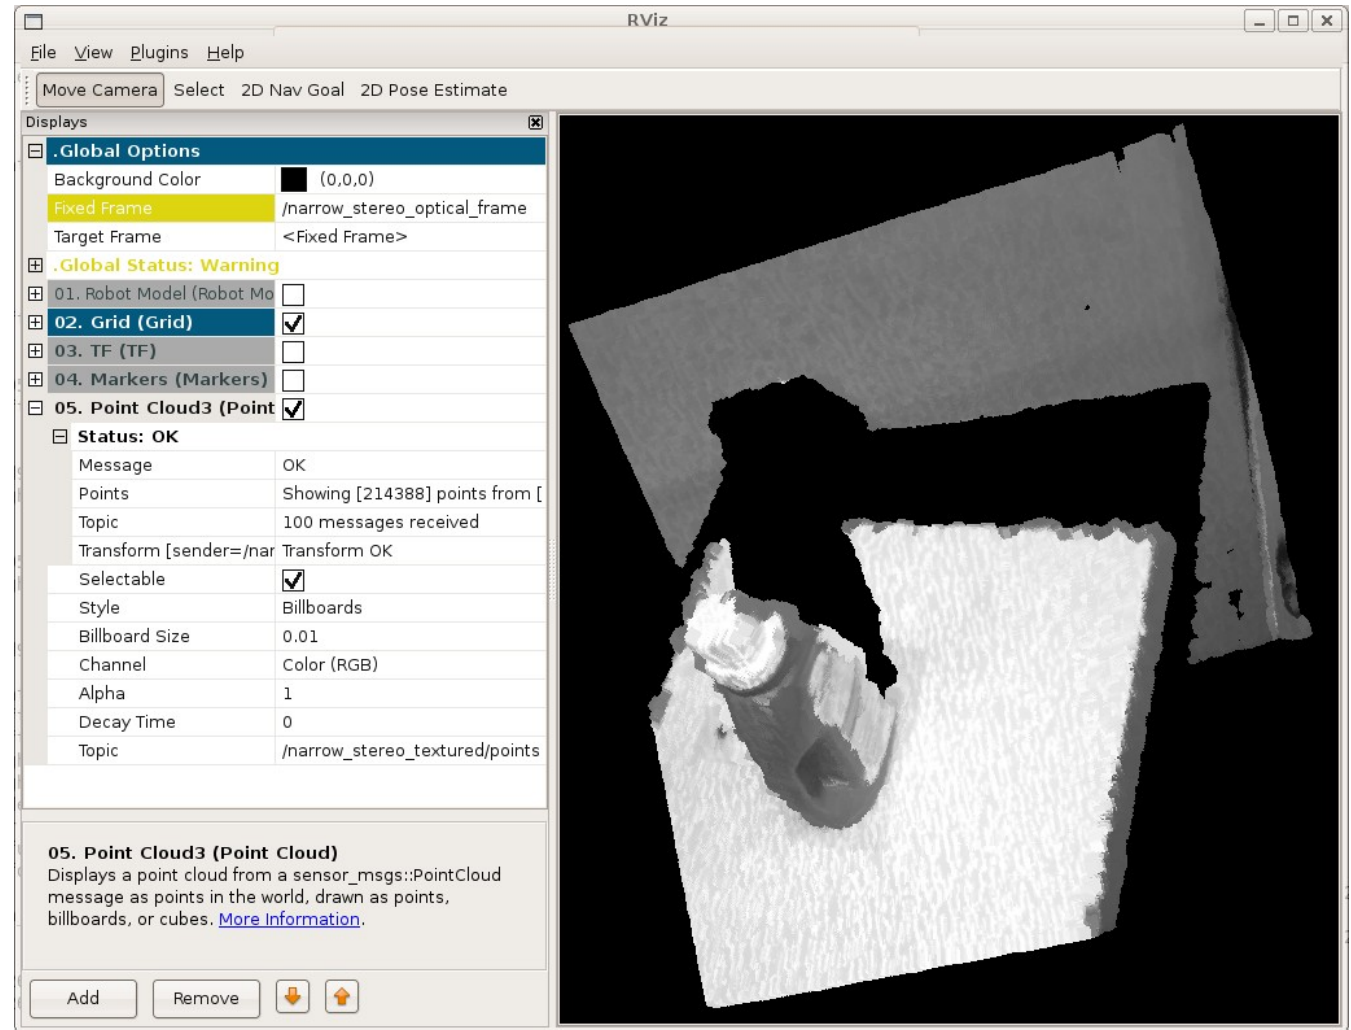 RViz
File View Plugins Help
Move Camera Select 2D Nav Goal 2D Pose Estimate
Displays
.Global Options
Background Color (0,0,0)
Fixed Frame /narrow_stereo_optical_frame
Target Frame <Fixed Frame>
.Global Status: Warning
01. Robot Model (Robot Mo
02. Grid (Grid)
03. TF (TF)
04. Markers (Markers)
05. Point Cloud3 (Point
Status: OK
Message OK
Points Showing [214388] points from [
Topic 100 messages received
Transform [sender=/nar Transform OK
Selectable
Style Billboards
Billboard Size 0.01
Channel Color (RGB)
Alpha 1
Decay Time 0
Topic /narrow_stereo_textured/points
05. Point Cloud3 (Point Cloud)
Displays a point cloud from a sensor_msgs::PointCloud
message as points in the world, drawn as points,
billboards, or cubes. More Information.
Add Remove